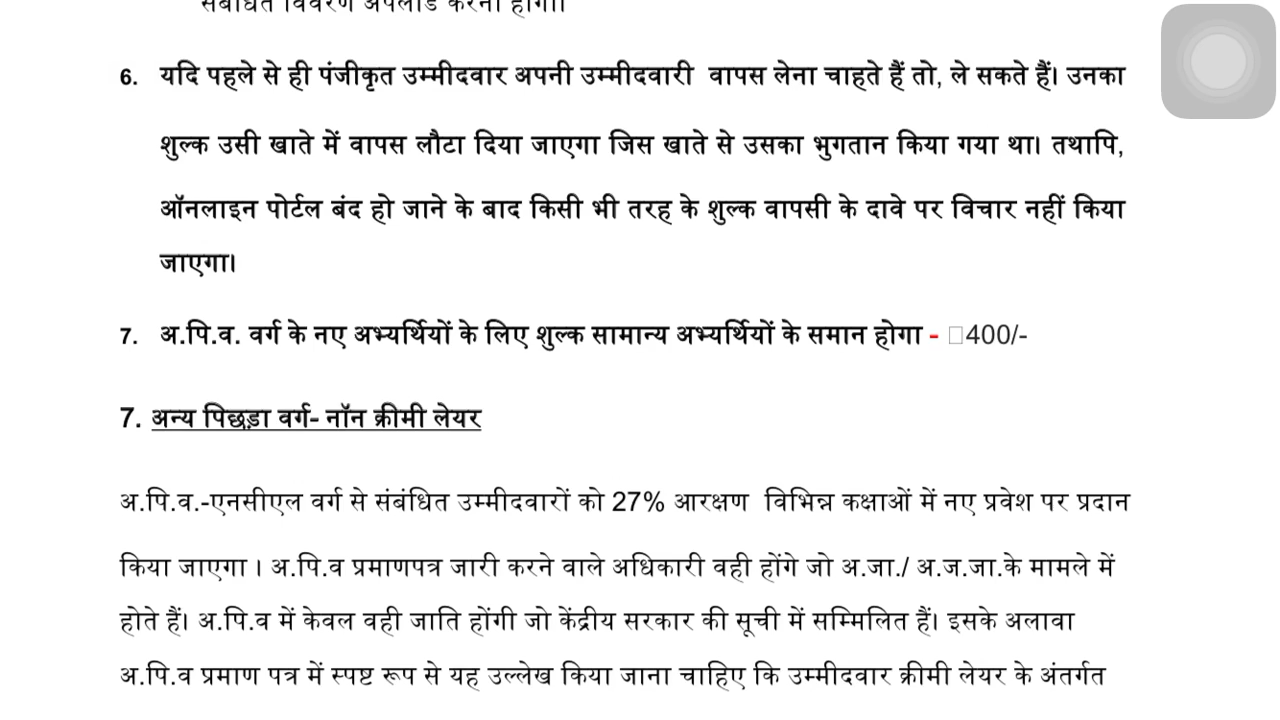 संबंधित विवरण अपलोड करना होगा।
6. यदि पहले से ही पंजीकृत उम्मीदवार अपनी उम्मीदवारी वापस लेना चाहते हैं तो, ले सकते हैं। उनका
शुल्क उसी खाते में वापस लौटा दिया जाएगा जिस खाते से उसका भुगतान किया गया था। तथापि,
ऑनलाइन पोर्टल बंद हो जाने के बाद किसी भी तरह के शुल्क वापसी के दावे पर विचार नहीं किया
जाएगा।
7. अ.पि.व. वर्ग के नए अभ्यर्थियों के लिए शुल्क सामान्य अभ्यर्थियों के समान होगा - □400/-
7. अन्य पिछड़ा वर्ग- नॉन क्रीमी लेयर
अ.पि.व.-एनसीएल वर्ग से संबंधित उम्मीदवारों को 27% आरक्षण विभिन्न कक्षाओं में नए प्रवेश पर प्रदान
किया जाएगा । अ.पि.व प्रमाणपत्र जारी करने वाले अधिकारी वही होंगे जो अ.जा./ अ.ज.जा.के मामले में
होते हैं। अ.पि.व में केवल वही जाति होंगी जो केंद्रीय सरकार की सूची में सम्मिलित हैं। इसके अलावा
अ.पि.व प्रमाण पत्र में स्पष्ट रूप से यह उल्लेख किया जाना चाहिए कि उम्मीदवार क्रीमी लेयर के अंतर्गत